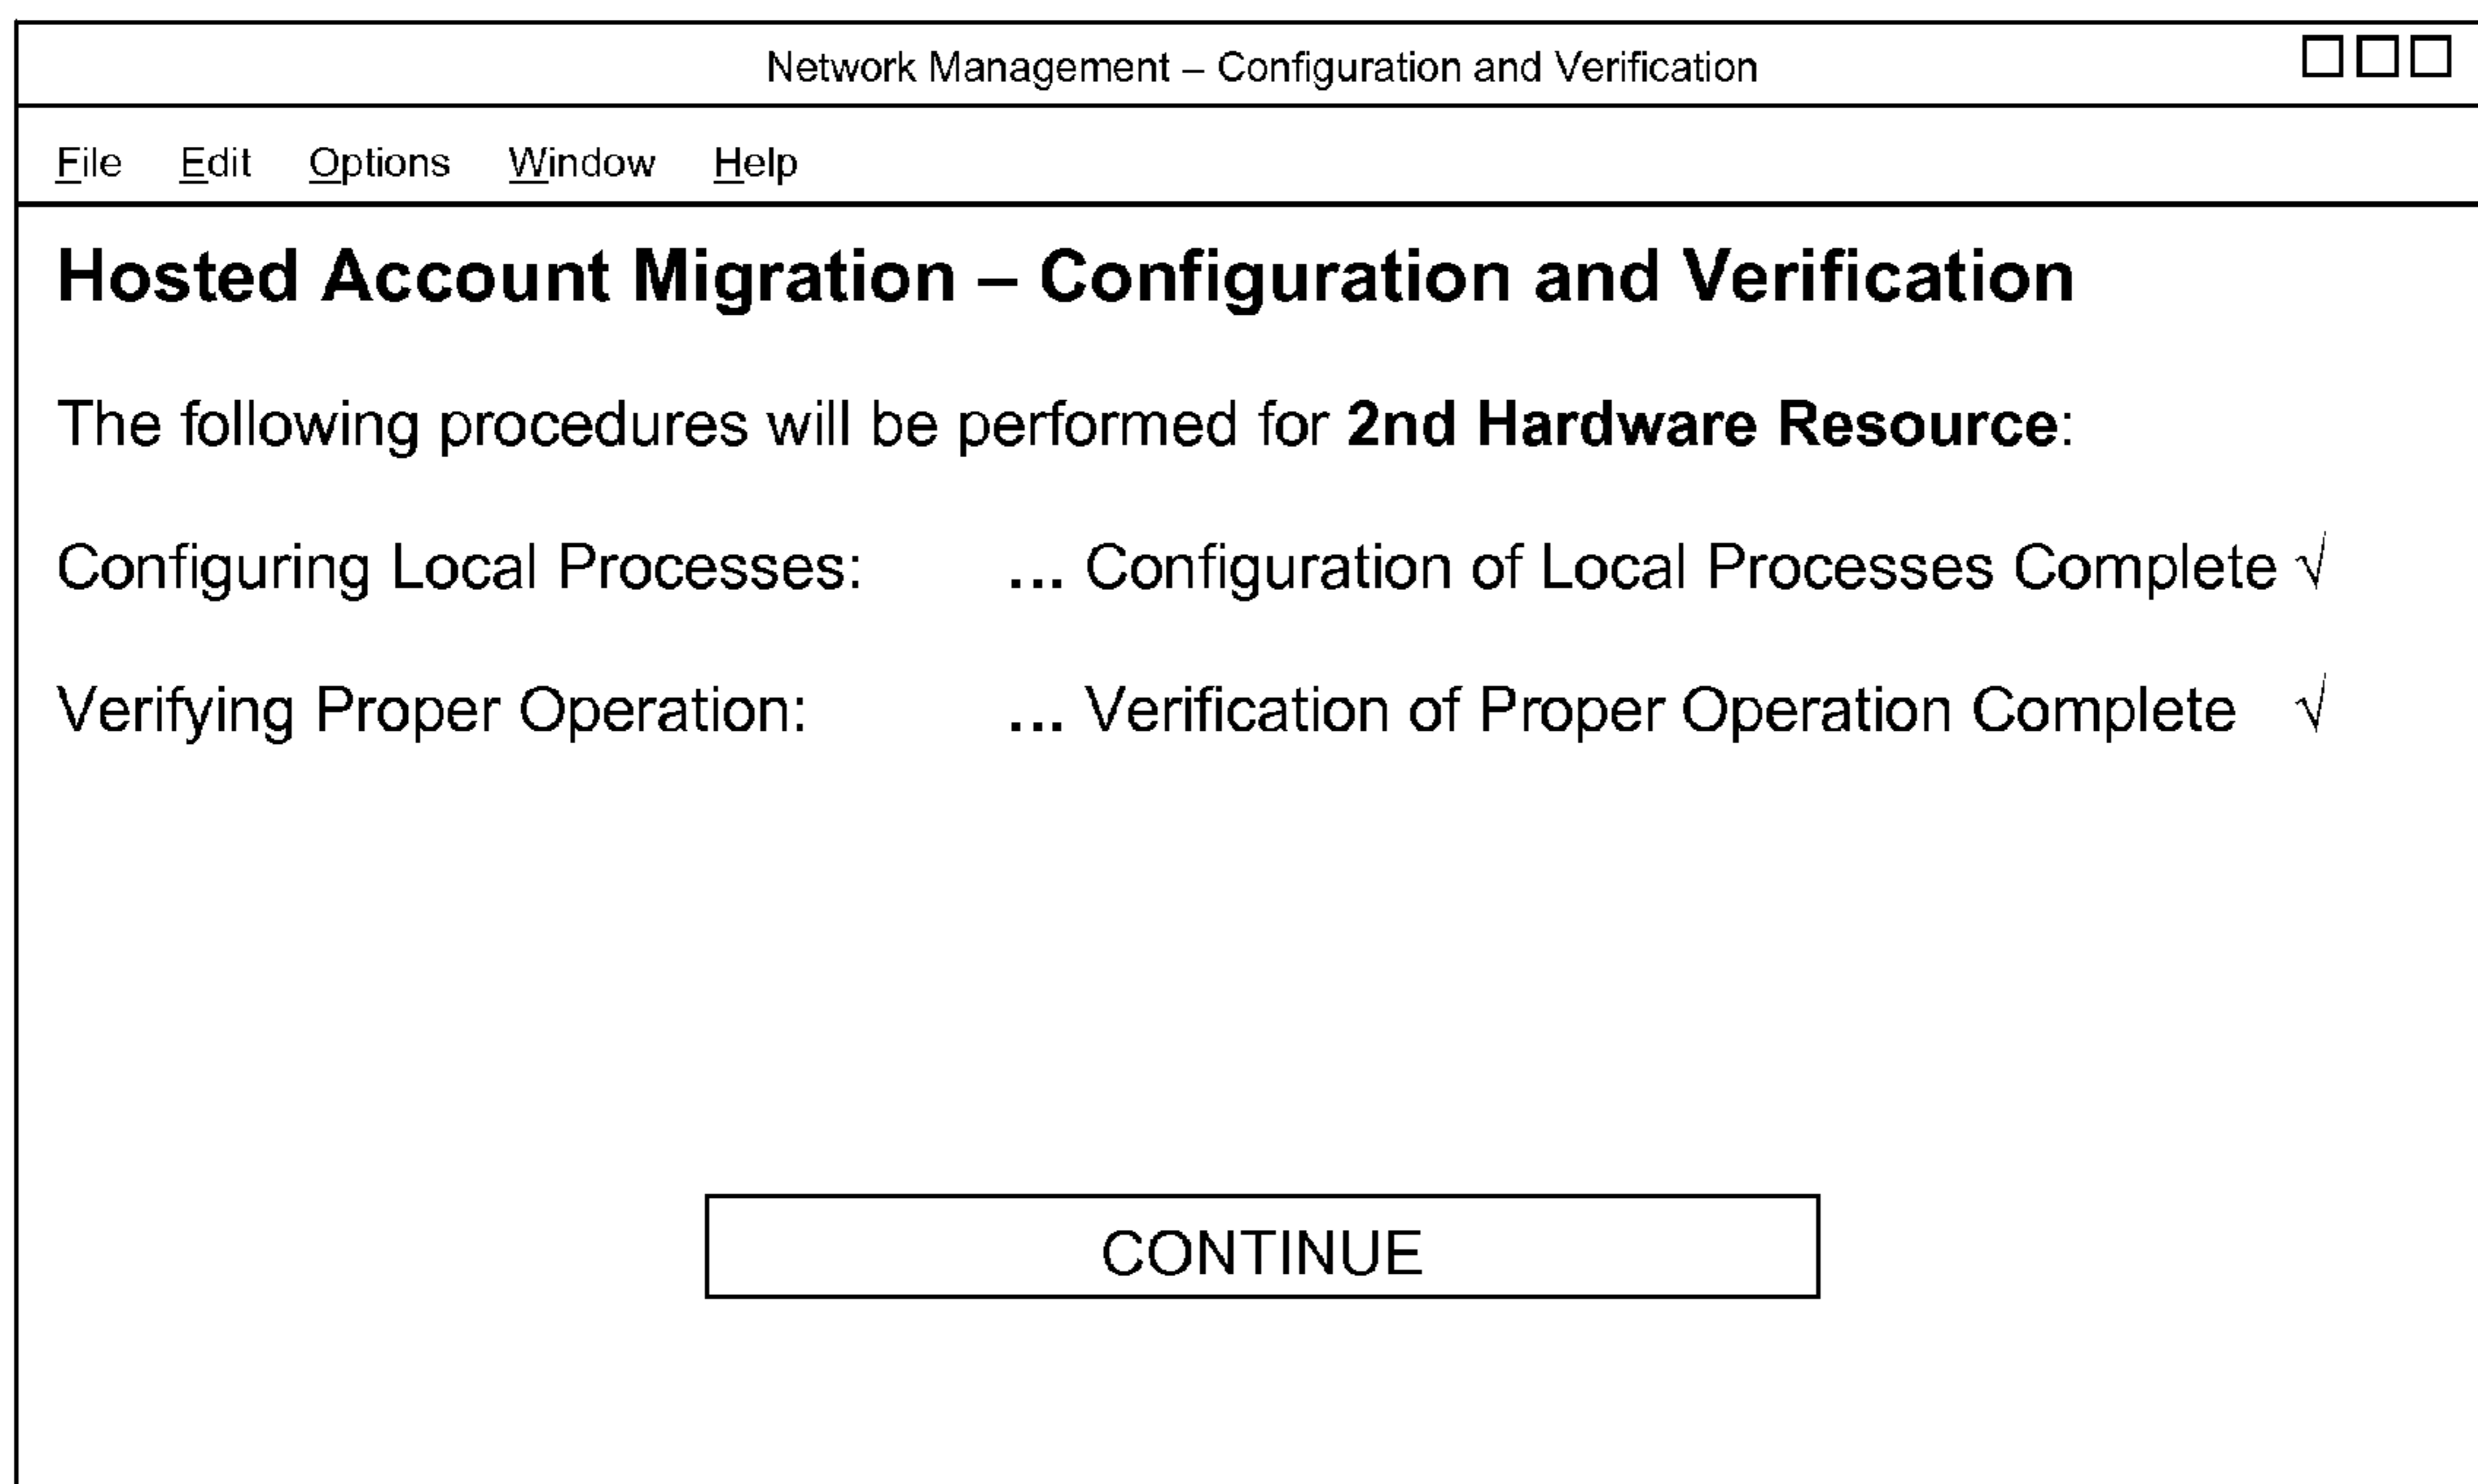 Network Management – Configuration and Verification
File Edit Options Window Help
Hosted Account Migration – Configuration and Verification
The following procedures will be performed for 2nd Hardware Resource:
Configuring Local Processes: ... Configuration of Local Processes Complete √
Verifying Proper Operation: ... Verification of Proper Operation Complete √
CONTINUE